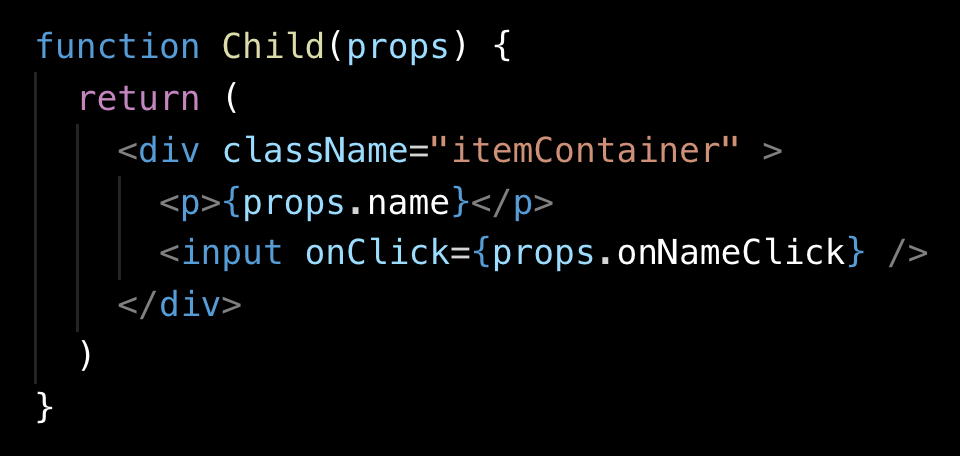 function Child(props) {
  return (
    <div className="itemContainer" >
      <p>{props.name}</p>
      <input onClick={props.onNameClick} />
    </div>
  )
}